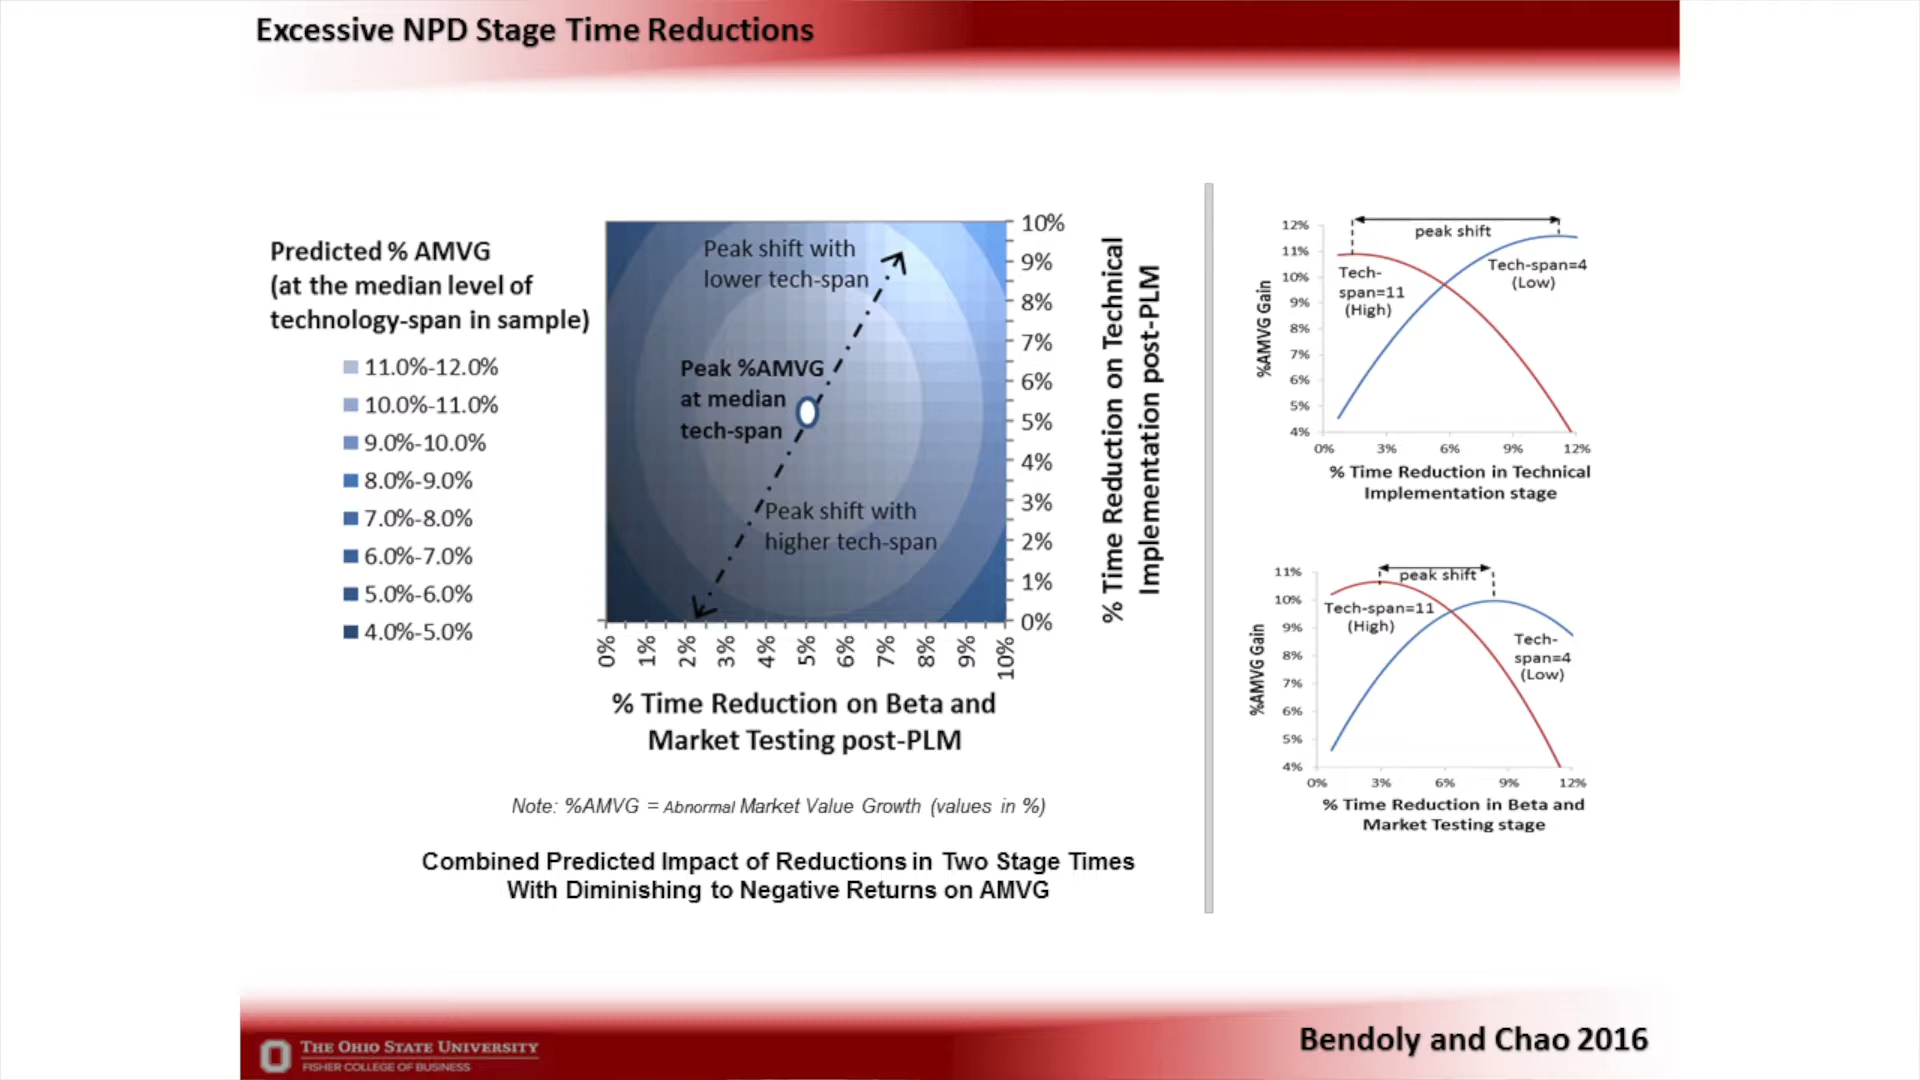 Excessive NPD Stage Time Reductions
Predicted % AMVG
(at the median level of
technology-span in sample)
11.0%-12.0%
10.0%-11.0%
9.0%-10.0%
8.0%-9.0%
7.0%-8.0%
6.0%-7.0%
5.0%-6.0%
4.0%-5.0%
Peak shift with
lower tech-span
Peak %AMVG
at median
tech-span
Peak shift with
higher tech-span
10%
9%
8%
7%
6%
5%
4%
3%
2%
1%
0%
% Time Reduction on Technical
Implementation post-PLM
0%
1%
2%
3%
4%
5%
6%
7%
8%
9%
10%
% Time Reduction on Beta and
Market Testing post-PLM
Note: %AMVG = Abnormal Market Value Growth (values in %)
Combined Predicted Impact of Reductions in Two Stage Times
With Diminishing to Negative Returns on AMVG
%AMVG Gain
12%
11%
10%
9%
8%
7%
6%
5%
4%
peak shift
Tech-
span=11
(High)
Tech-span=4
(Low)
0%
3%
6%
9%
12%
% Time Reduction in Technical
Implementation stage
%AMVG Gain
11%
10%
9%
8%
7%
6%
5%
4%
peak shift
Tech-span=11
(High)
Tech-
span=4
(Low)
0%
3%
6%
9%
12%
% Time Reduction in Beta and
Market Testing stage
THE OHIO STATE UNIVERSITY
FISHER COLLEGE OF BUSINESS
Bendoly and Chao 2016